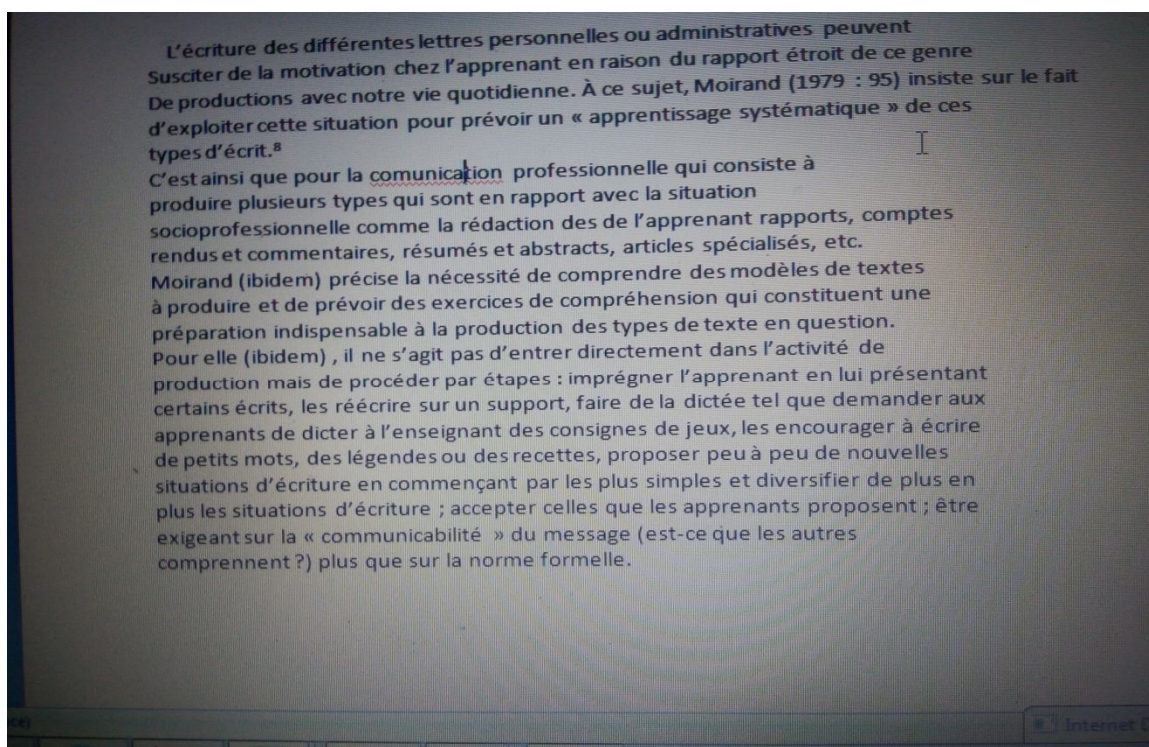 L'écriture des différentes lettres personnelles ou administratives peuvent
Susciter de la motivation chez l'apprenant en raison du rapport étroit de ce genre
De productions avec notre vie quotidienne. À ce sujet, Moirand (1979 : 95) insiste sur le fait
d'exploiter cette situation pour prévoir un « apprentissage systématique » de ces
types d'écrit.⁸
C'est ainsi que pour la comunication professionnelle qui consiste à
produire plusieurs types qui sont en rapport avec la situation
socioprofessionnelle comme la rédaction des de l'apprenant rapports, comptes
rendus et commentaires, résumés et abstracts, articles spécialisés, etc.
Moirand (ibidem) précise la nécessité de comprendre des modèles de textes
à produire et de prévoir des exercices de compréhension qui constituent une
préparation indispensable à la production des types de texte en question.
Pour elle (ibidem) , il ne s'agit pas d'entrer directement dans l'activité de
production mais de procéder par étapes : imprégner l'apprenant en lui présentant
certains écrits, les réécrire sur un support, faire de la dictée tel que demander aux
apprenants de dicter à l'enseignant des consignes de jeux, les encourager à écrire
de petits mots, des légendes ou des recettes, proposer peu à peu de nouvelles
situations d'écriture en commençant par les plus simples et diversifier de plus en
plus les situations d'écriture ; accepter celles que les apprenants proposent ; être
exigeant sur la « communicabilité » du message (est-ce que les autres
comprennent ?) plus que sur la norme formelle.
Internet